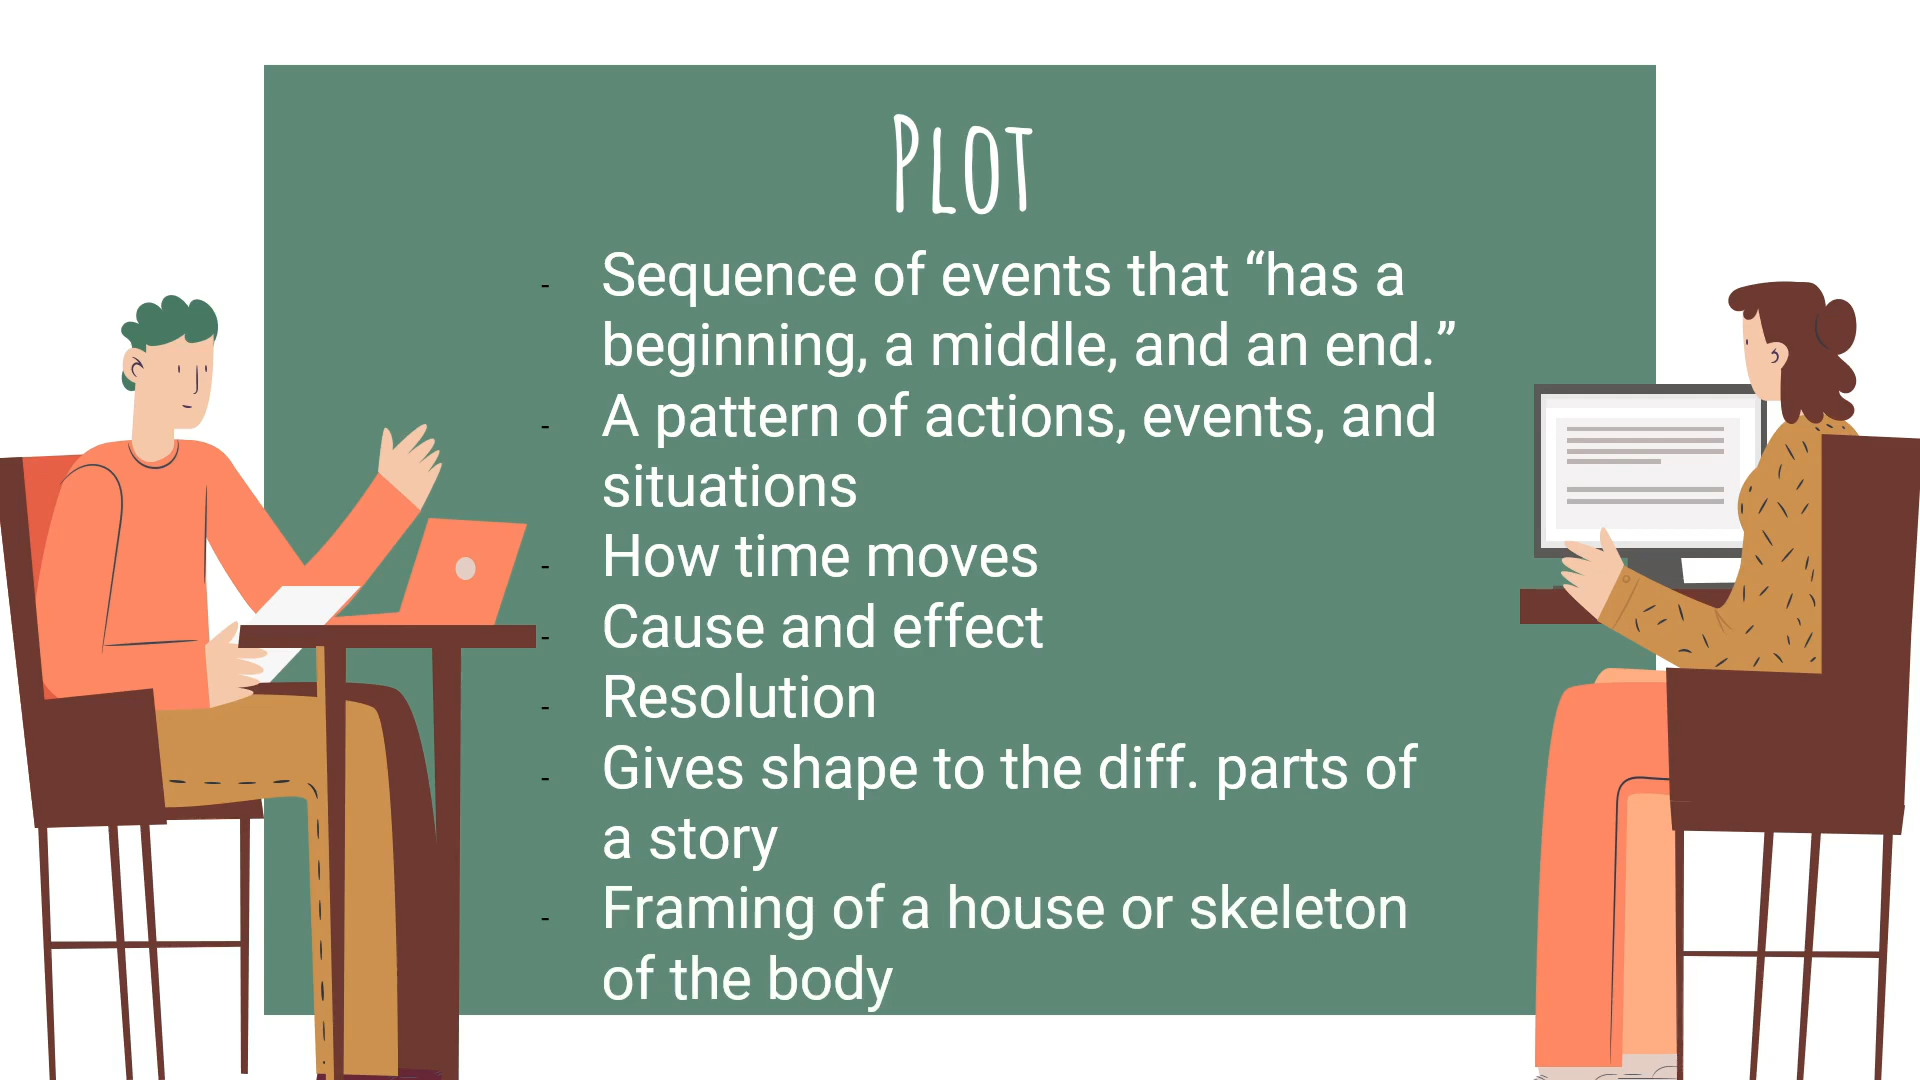 Plot
- Sequence of events that “has a
beginning, a middle, and an end.”
- A pattern of actions, events, and
situations
- How time moves
- Cause and effect
- Resolution
- Gives shape to the diff. parts of
a story
- Framing of a house or skeleton
of the body